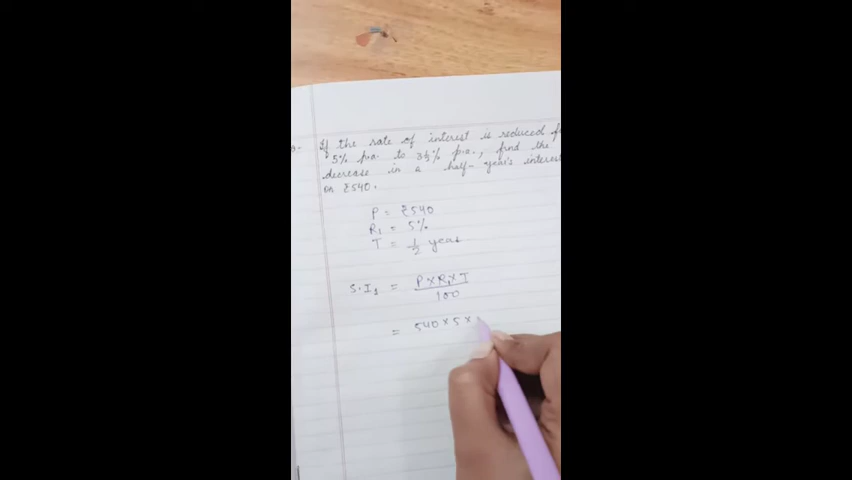 If the rate of interest is reduced
5% p.a. to 3½% p.a., find the
decrease in a half-year's interest
on ₹540.
P = ₹540
R₁ = 5%
T = 1/2 year
S.I₁ = P×R₁×T/100
= 540×5×